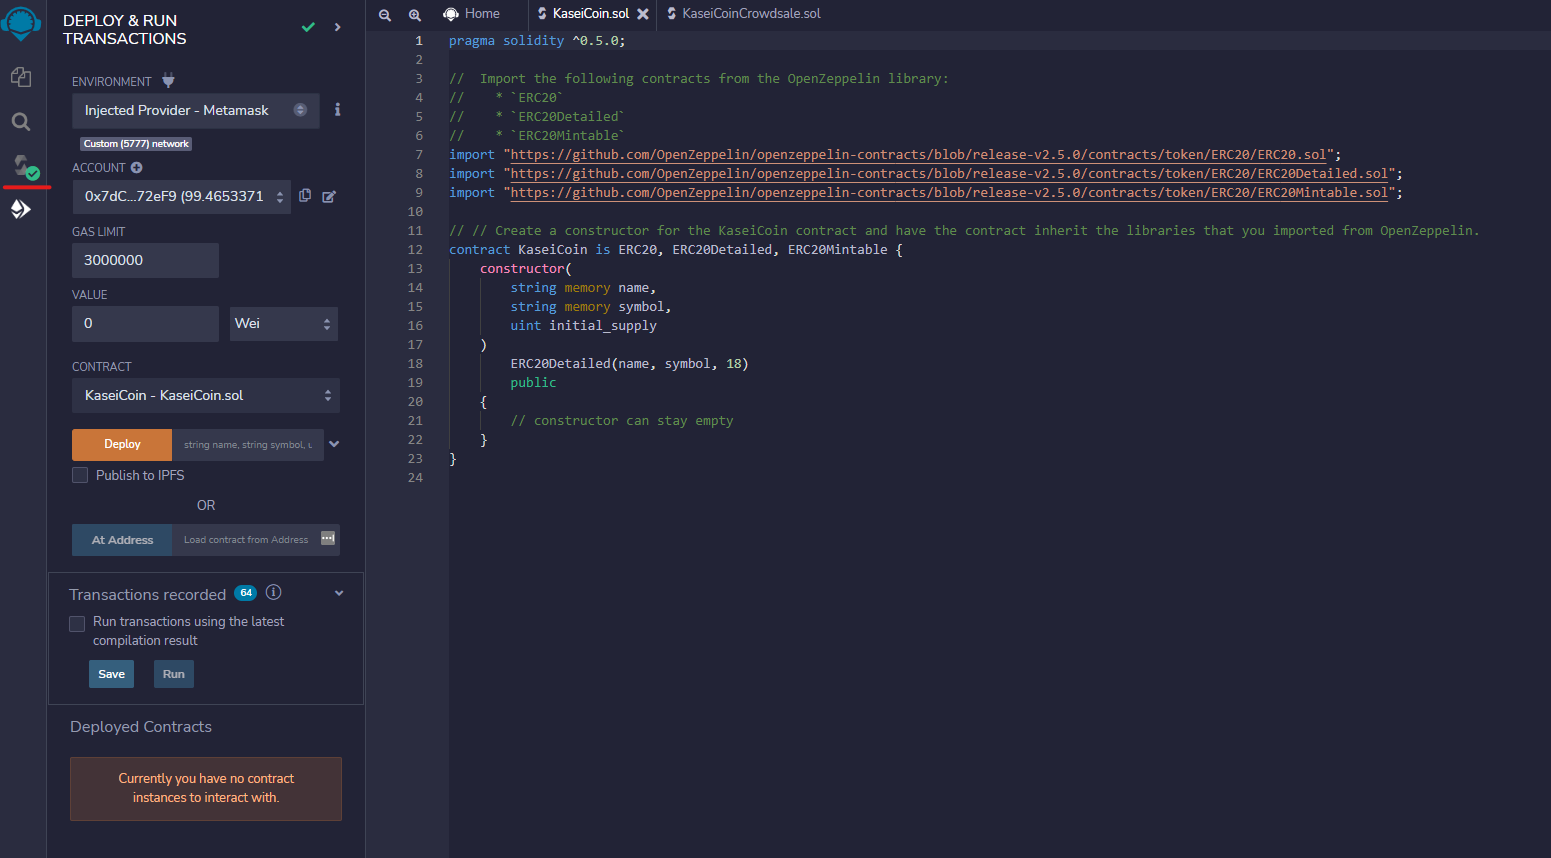 DEPLOY & RUN
TRANSACTIONS
ENVIRONMENT
Injected Provider - Metamask
Custom (5777) network
ACCOUNT
0x7dC...72eF9 (99.4653371
GAS LIMIT
3000000
VALUE
0
Wei
CONTRACT
KaseiCoin - KaseiCoin.sol
Deploy
string name, string symbol, u
Publish to IPFS
OR
At Address
Load contract from Address
Transactions recorded 64
Run transactions using the latest
compilation result
Save
Run
Deployed Contracts
Currently you have no contract
instances to interact with.
Home
KaseiCoin.sol
KaseiCoinCrowdsale.sol
1 pragma solidity ^0.5.0;
2
3 //  Import the following contracts from the OpenZeppelin library:
4 //    * `ERC20`
5 //    * `ERC20Detailed`
6 //    * `ERC20Mintable`
7 import "https://github.com/OpenZeppelin/openzeppelin-contracts/blob/release-v2.5.0/contracts/token/ERC20/ERC20.sol";
8 import "https://github.com/OpenZeppelin/openzeppelin-contracts/blob/release-v2.5.0/contracts/token/ERC20/ERC20Detailed.sol";
9 import "https://github.com/OpenZeppelin/openzeppelin-contracts/blob/release-v2.5.0/contracts/token/ERC20/ERC20Mintable.sol";
10
11 // // Create a constructor for the KaseiCoin contract and have the contract inherit the libraries that you imported from OpenZeppelin.
12 contract KaseiCoin is ERC20, ERC20Detailed, ERC20Mintable {
13     constructor(
14         string memory name,
15         string memory symbol,
16         uint initial_supply
17     )
18         ERC20Detailed(name, symbol, 18)
19         public
20     {
21         // constructor can stay empty
22     }
23 }
24